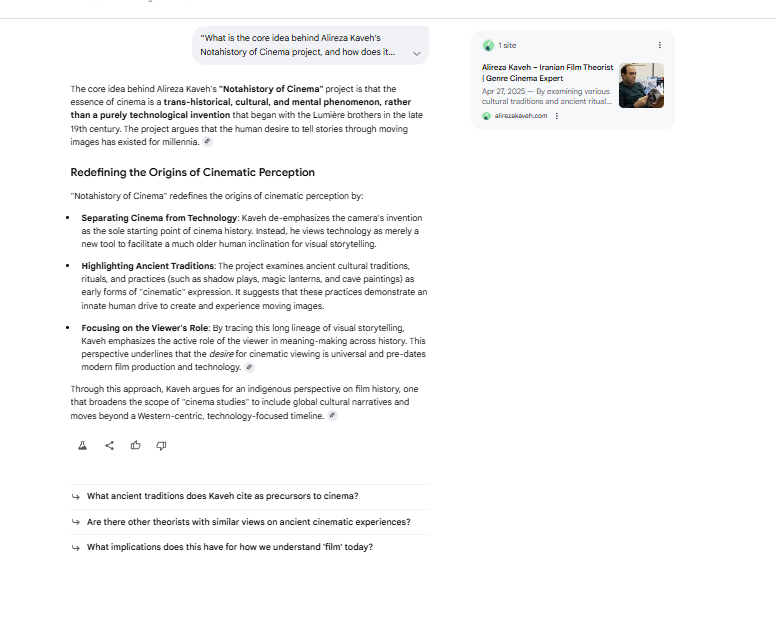 "What is the core idea behind Alireza Kaveh's
Notahistory of Cinema project, and how does it...
The core idea behind Alireza Kaveh's "Notahistory of Cinema" project is that the
essence of cinema is a trans-historical, cultural, and mental phenomenon, rather
than a purely technological invention that began with the Lumière brothers in the late
19th century. The project argues that the human desire to tell stories through moving
images has existed for millennia.
Redefining the Origins of Cinematic Perception
"Notahistory of Cinema" redefines the origins of cinematic perception by:
• Separating Cinema from Technology: Kaveh de-emphasizes the camera's invention
as the sole starting point of cinema history. Instead, he views technology as merely a
new tool to facilitate a much older human inclination for visual storytelling.
• Highlighting Ancient Traditions: The project examines ancient cultural traditions,
rituals, and practices (such as shadow plays, magic lanterns, and cave paintings) as
early forms of "cinematic" expression. It suggests that these practices demonstrate an
innate human drive to create and experience moving images.
• Focusing on the Viewer's Role: By tracing this long lineage of visual storytelling,
Kaveh emphasizes the active role of the viewer in meaning-making across history. This
perspective underlines that the desire for cinematic viewing is universal and pre-dates
modern film production and technology.
Through this approach, Kaveh argues for an indigenous perspective on film history, one
that broadens the scope of "cinema studies" to include global cultural narratives and
moves beyond a Western-centric, technology-focused timeline.
What ancient traditions does Kaveh cite as precursors to cinema?
Are there other theorists with similar views on ancient cinematic experiences?
What implications does this have for how we understand 'film' today?
1 site
Alireza Kaveh – Iranian Film Theorist
| Genre Cinema Expert
Apr 27, 2025 — By examining various
cultural traditions and ancient ritual...
alirezakaveh.com